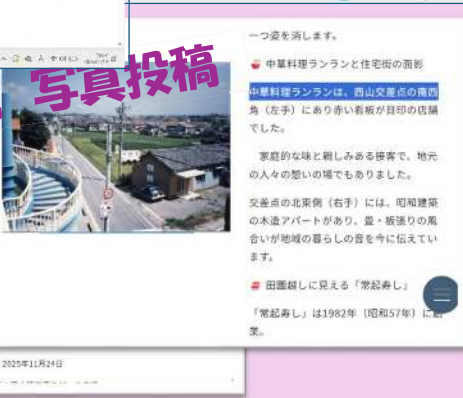 一つ姿を消します。
中華料理ランランと住宅街の面影
写真投稿
中華料理ランランは、西山交差点の南西
角（左手）にあり赤い看板が目印の店舗
でした。
家庭的な味と親しみある接客で、地元
の人々の憩いの場でもありました。
交差点の北東側（右手）には、昭和建築
の木造アパートがあり、畳・板張りの風
合いが地域の暮らしの音を今に伝えてい
ます。
田園越しに見える「常起寿し」
「常起寿し」は1982年（昭和57年）に創
業。
2025年11月24日